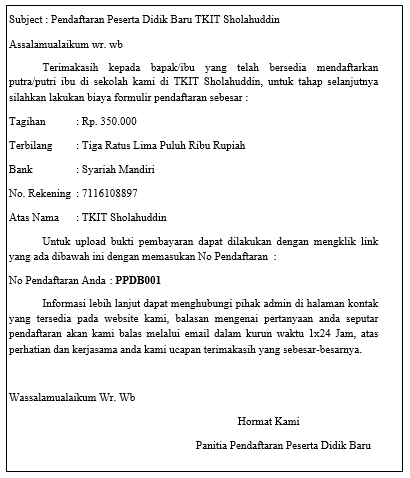 Subject : Pendaftaran Peserta Didik Baru TKIT Sholahuddin
Assalamualaikum wr. wb
Terimakasih kepada bapak/ibu yang telah bersedia mendaftarkan
putra/putri ibu di sekolah kami di TKIT Sholahuddin, untuk tahap selanjutnya
silahkan lakukan biaya formulir pendaftaran sebesar :
Tagihan : Rp. 350.000
Terbilang : Tiga Ratus Lima Puluh Ribu Rupiah
Bank : Syariah Mandiri
No. Rekening : 7116108897
Atas Nama : TKIT Sholahuddin
Untuk upload bukti pembayaran dapat dilakukan dengan mengklik link
yang ada dibawah ini dengan memasukan No Pendaftaran :
No Pendaftaran Anda : PPDB001
Informasi lebih lanjut dapat menghubungi pihak admin di halaman kontak
yang tersedia pada website kami, balasan mengenai pertanyaan anda seputar
pendaftaran akan kami balas melalui email dalam kurun waktu 1x24 Jam, atas
perhatian dan kerjasama anda kami ucapan terimakasih yang sebesar-besarnya.
Wassalamualaikum Wr. Wb
Hormat Kami
Panitia Pendaftaran Peserta Didik Baru